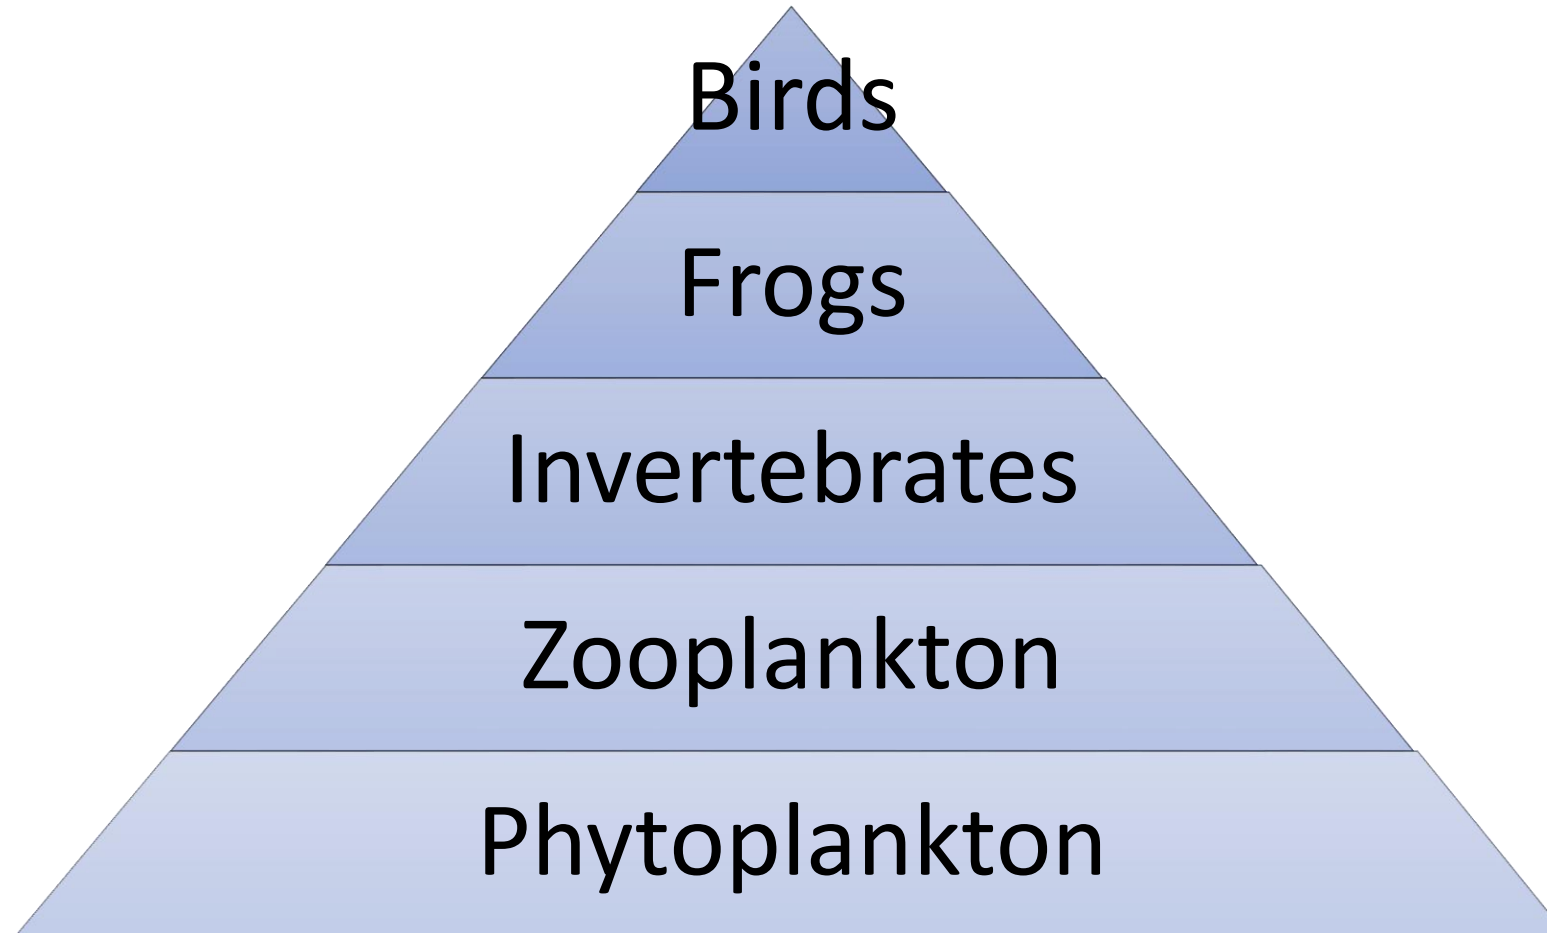 Birds
Frogs
Invertebrates
Zooplankton
Phytoplankton